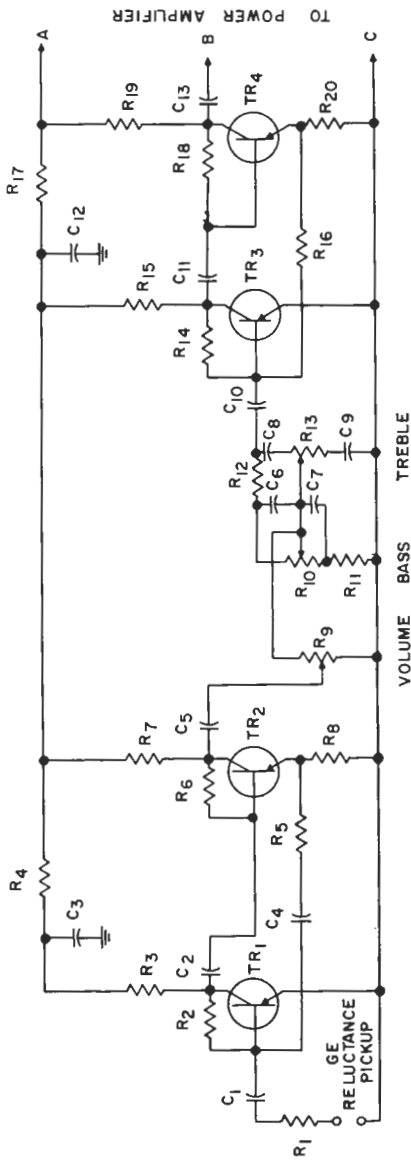 R1
GE
RELUCTANCE
PICKUP
C1
R2
TR1
C2
R3
C3
R4
C4
R5
R6
TR2
C5
R7
R8
VOLUME
R9
BASS
R10
R11
R12
C6
C7
TREBLE
C8
R13
C9
C10
R14
TR3
C11
R15
C12
R16
R17
R18
TR4
C13
R19
R20
A
B
C
TO POWER AMPLIFIER